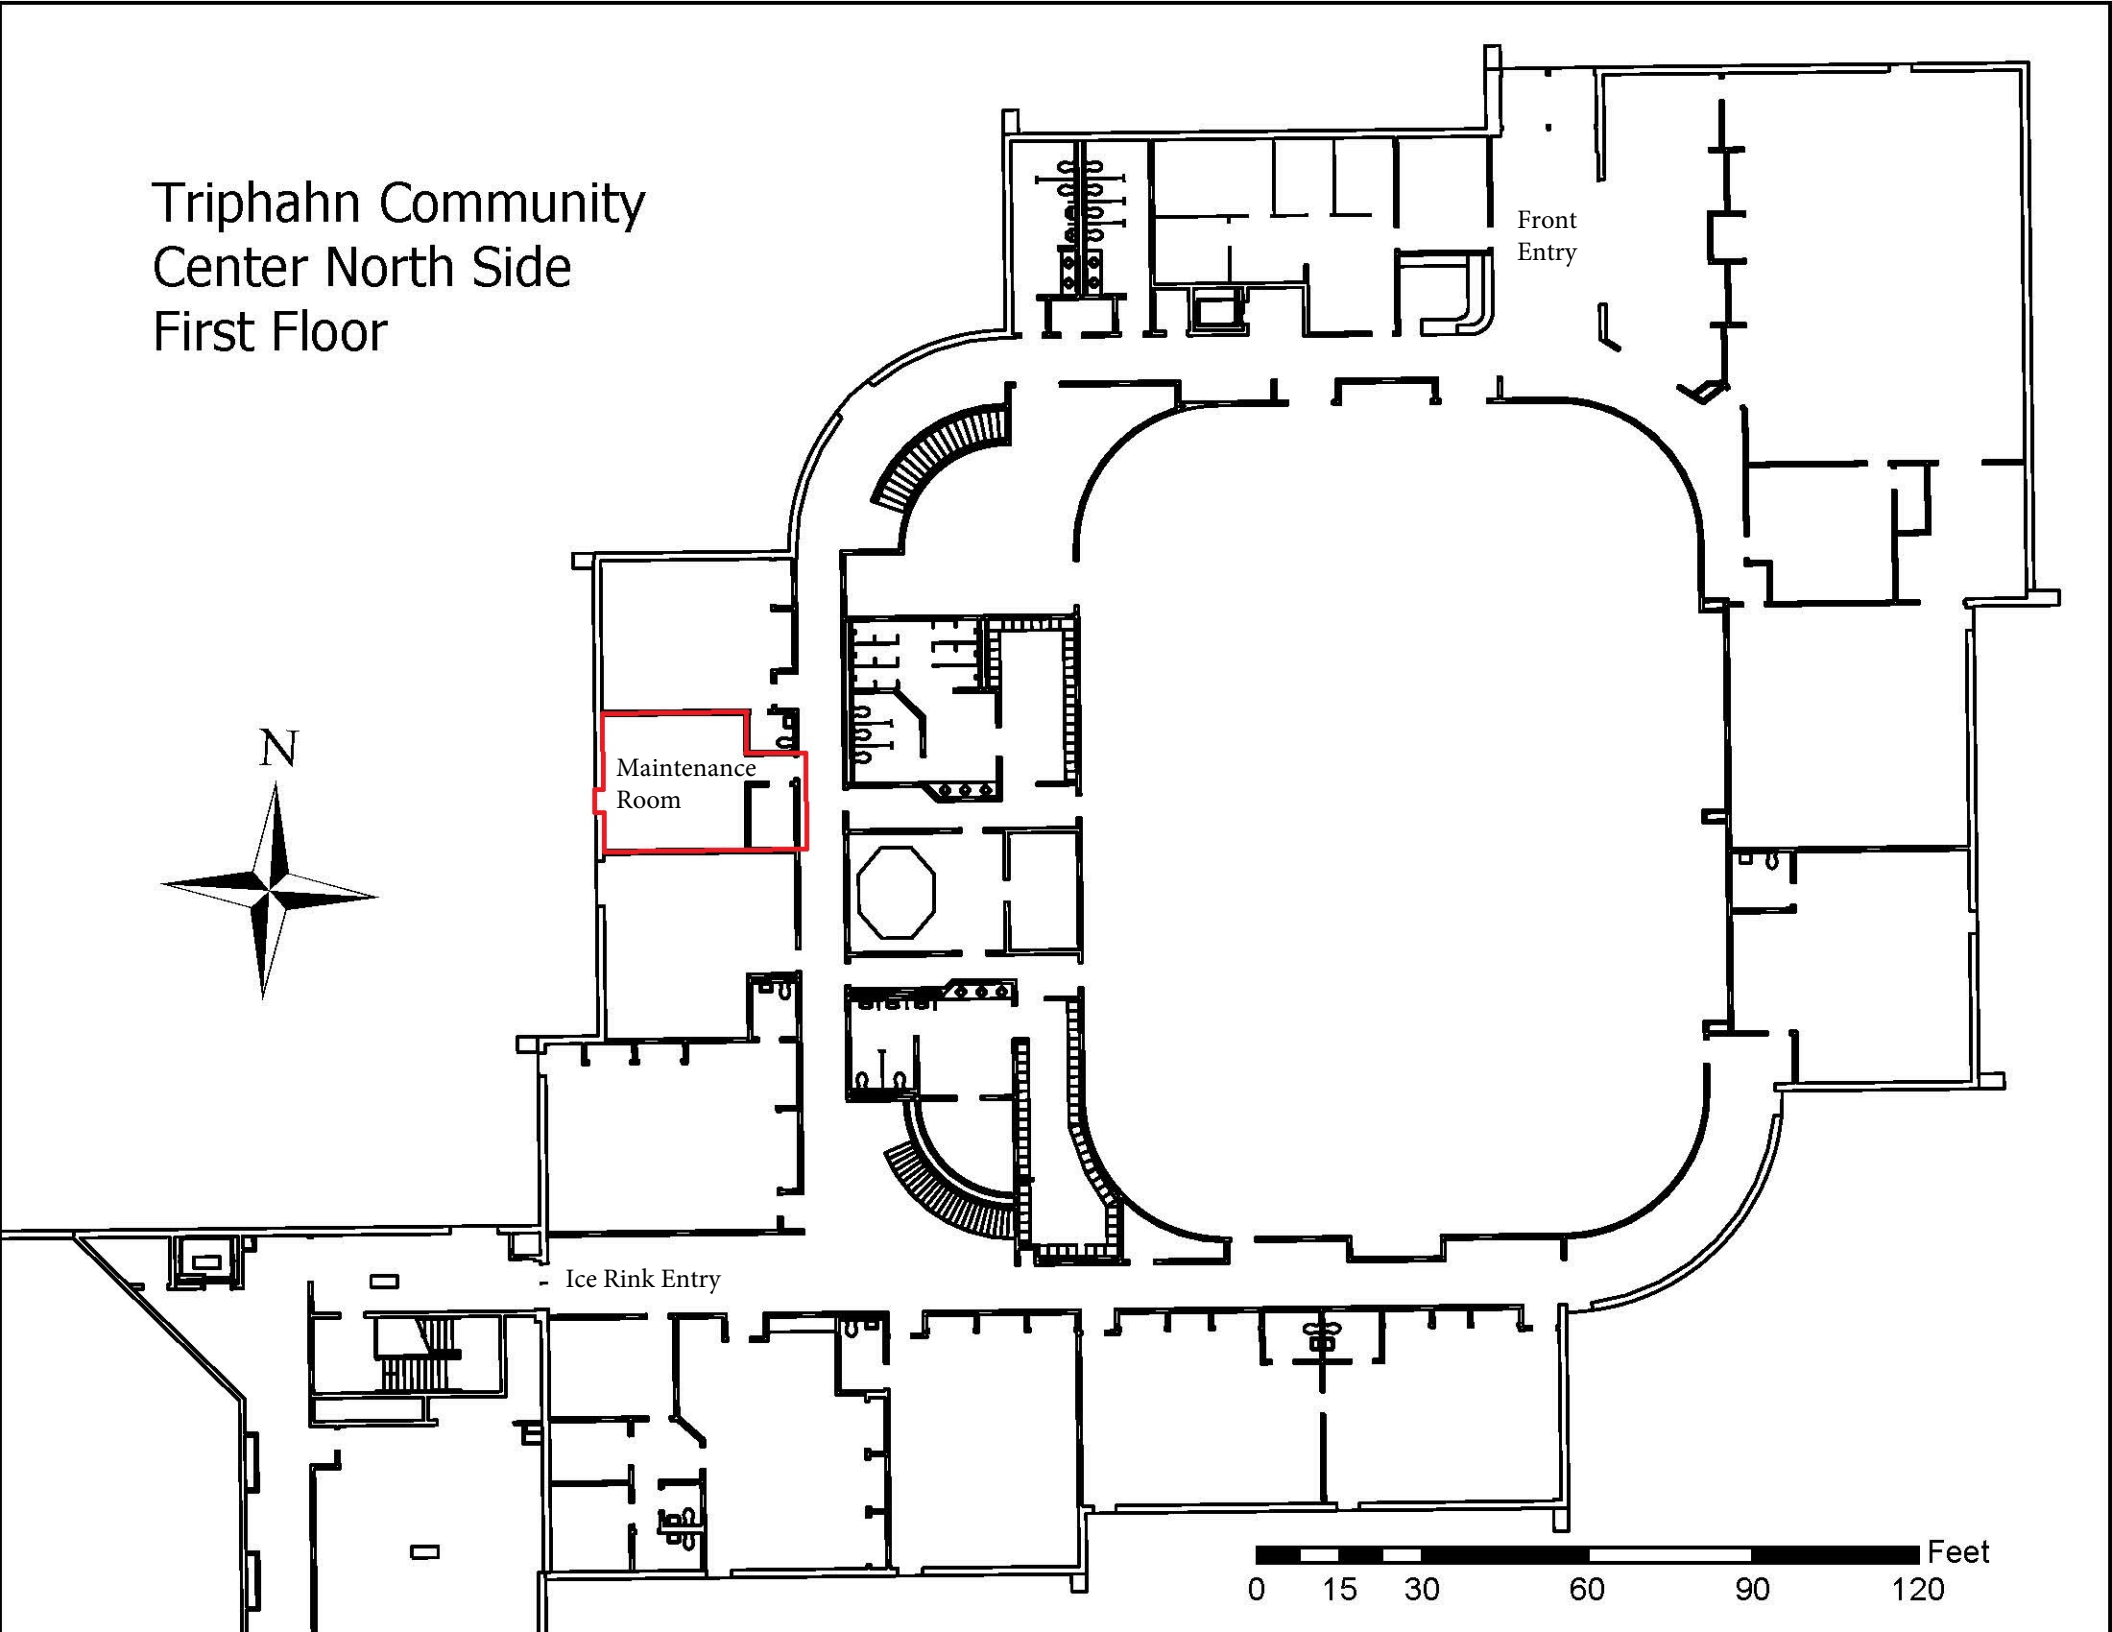 Triphahn Community
Center North Side
First Floor
Front
Entry
N
Maintenance
Room
Ice Rink Entry
Feet
0 15 30 60 90 120